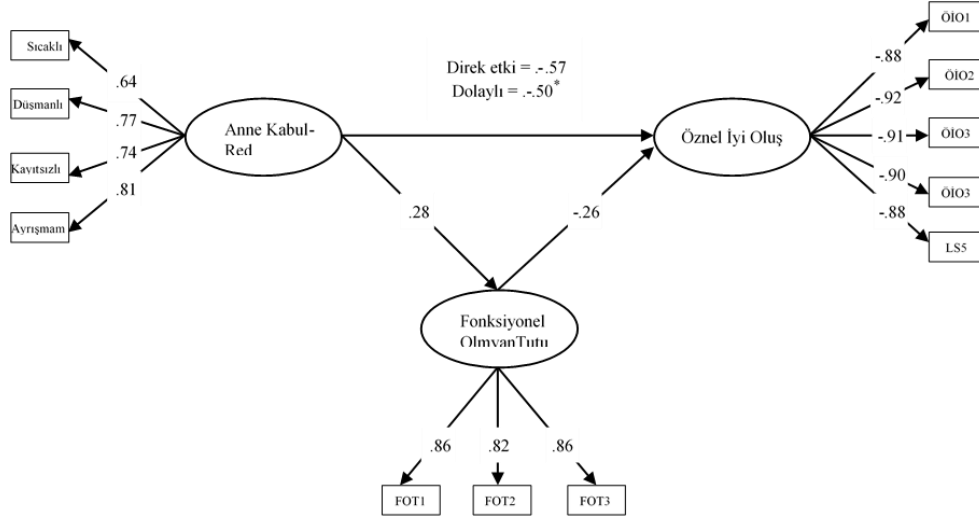 Sıcaklı
Düşmanlı
Kayıtsızlı
Ayrışmam
.64
.77
.74
.81
Anne Kabul-
Red
Direk etki = .-.57
Dolaylı = .-.50*
Öznel İyi Oluş
-.88
-.92
-.91
-.90
-.88
ÖİO1
ÖİO2
ÖİO3
ÖİO3
LS5
.28
-.26
Fonksiyonel
OlmyanTutu
.86
.82
.86
FOT1
FOT2
FOT3